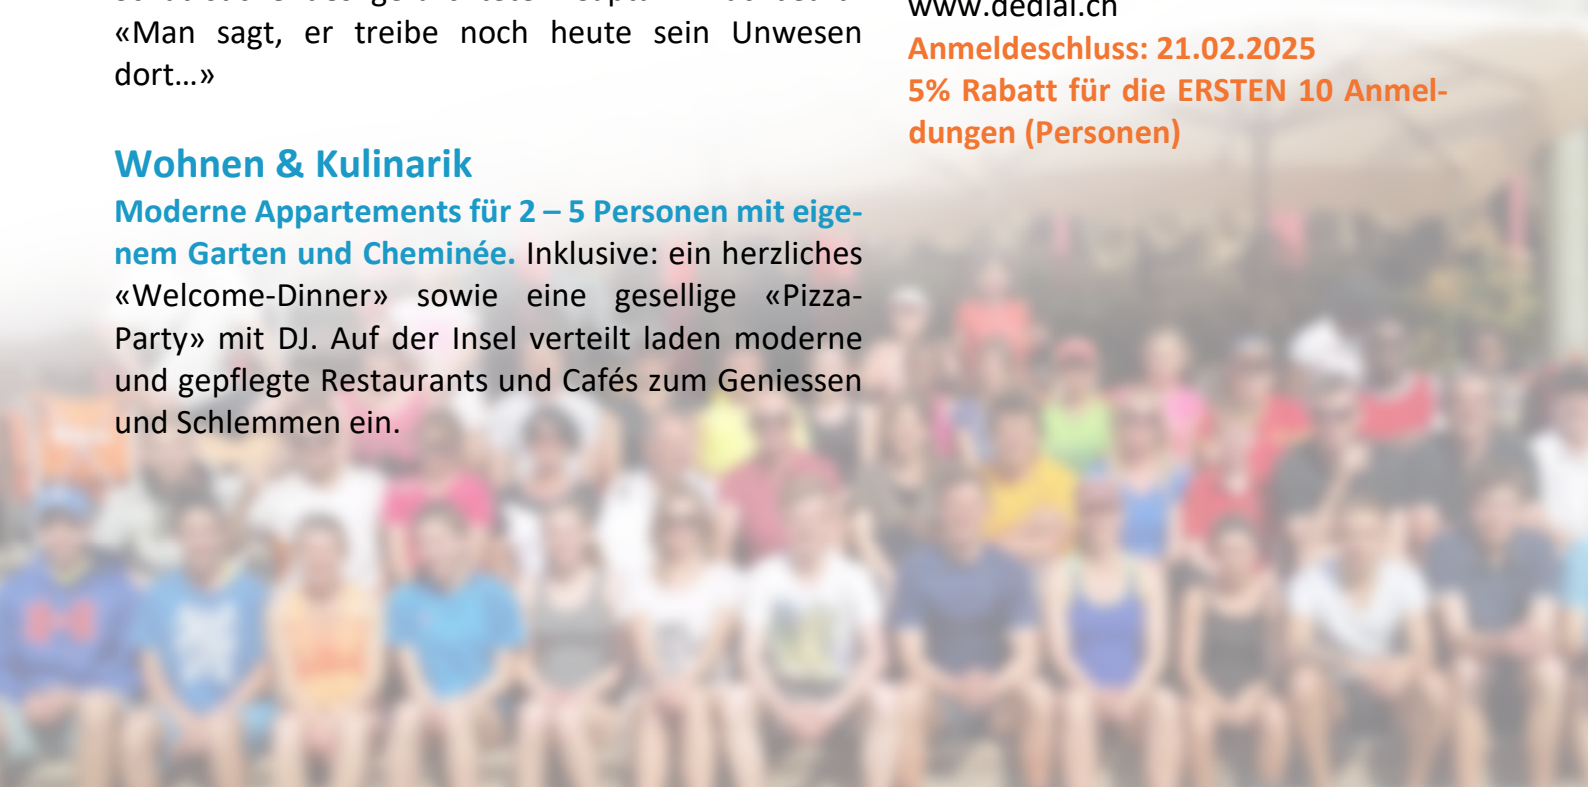 «Man sagt, er treibe noch heute sein Unwesen
dort…»
Wohnen & Kulinarik
Moderne Appartements für 2 – 5 Personen mit eige-
nem Garten und Cheminée. Inklusive: ein herzliches
«Welcome-Dinner» sowie eine gesellige «Pizza-
Party» mit DJ. Auf der Insel verteilt laden moderne
und gepflegte Restaurants und Cafés zum Geniessen
und Schlemmen ein.
www.dedial.ch
Anmeldeschluss: 21.02.2025
5% Rabatt für die ERSTEN 10 Anmel-
dungen (Personen)